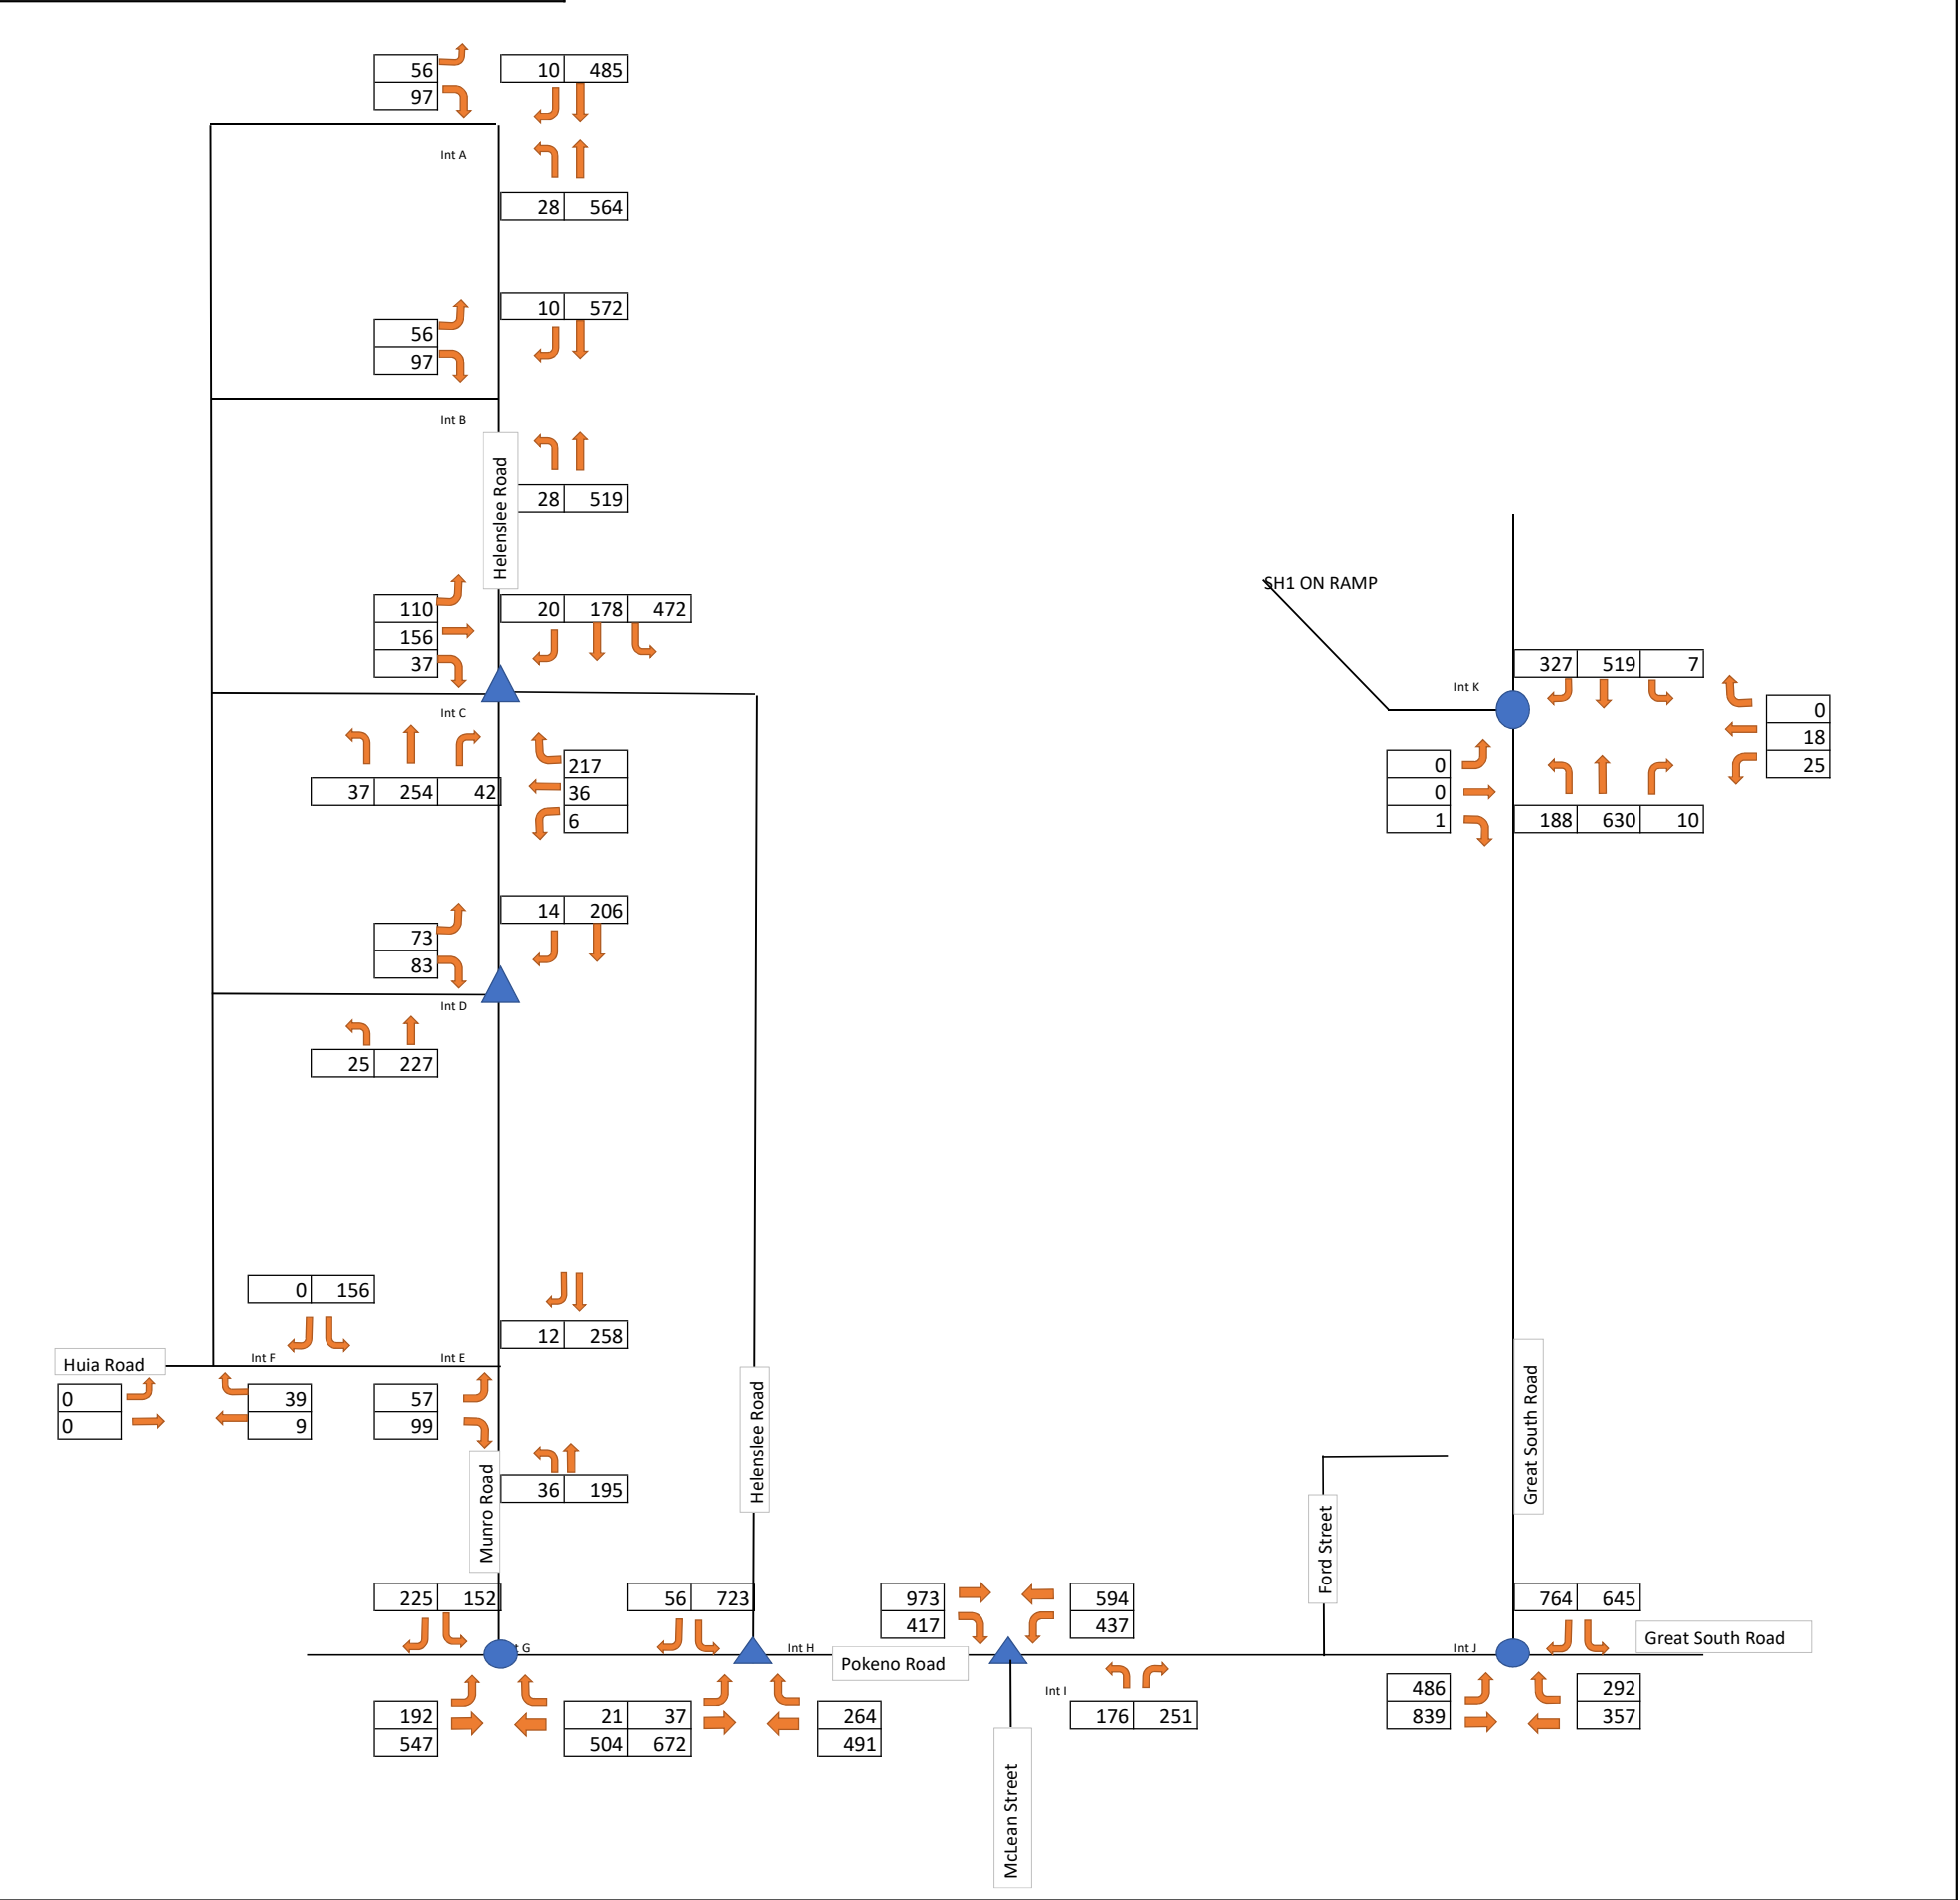 56
10 485
97
Int A
28 564
10 572
56
97
Int B
Helenslee Road
28 519
SH1 ON RAMP
110
20 178 472
156
37
327 519 7
Int K
0
18
25
Int C
217
37 254 42
36
6
0
0
1
188 630 10
14 206
73
83
Int D
25 227
0 156
12 258
Huia Road
Int F
Int E
0
0
39
9
57
99
Helenslee Road
Great South Road
Munro Road
36 195
Ford Street
225 152
56 723
973
417
594
437
764 645
Great South Road
t G
Int H
Pokeno Road
Int J
Int I
192
547
21 37
504 672
264
491
176 251
486
839
292
357
McLean Street